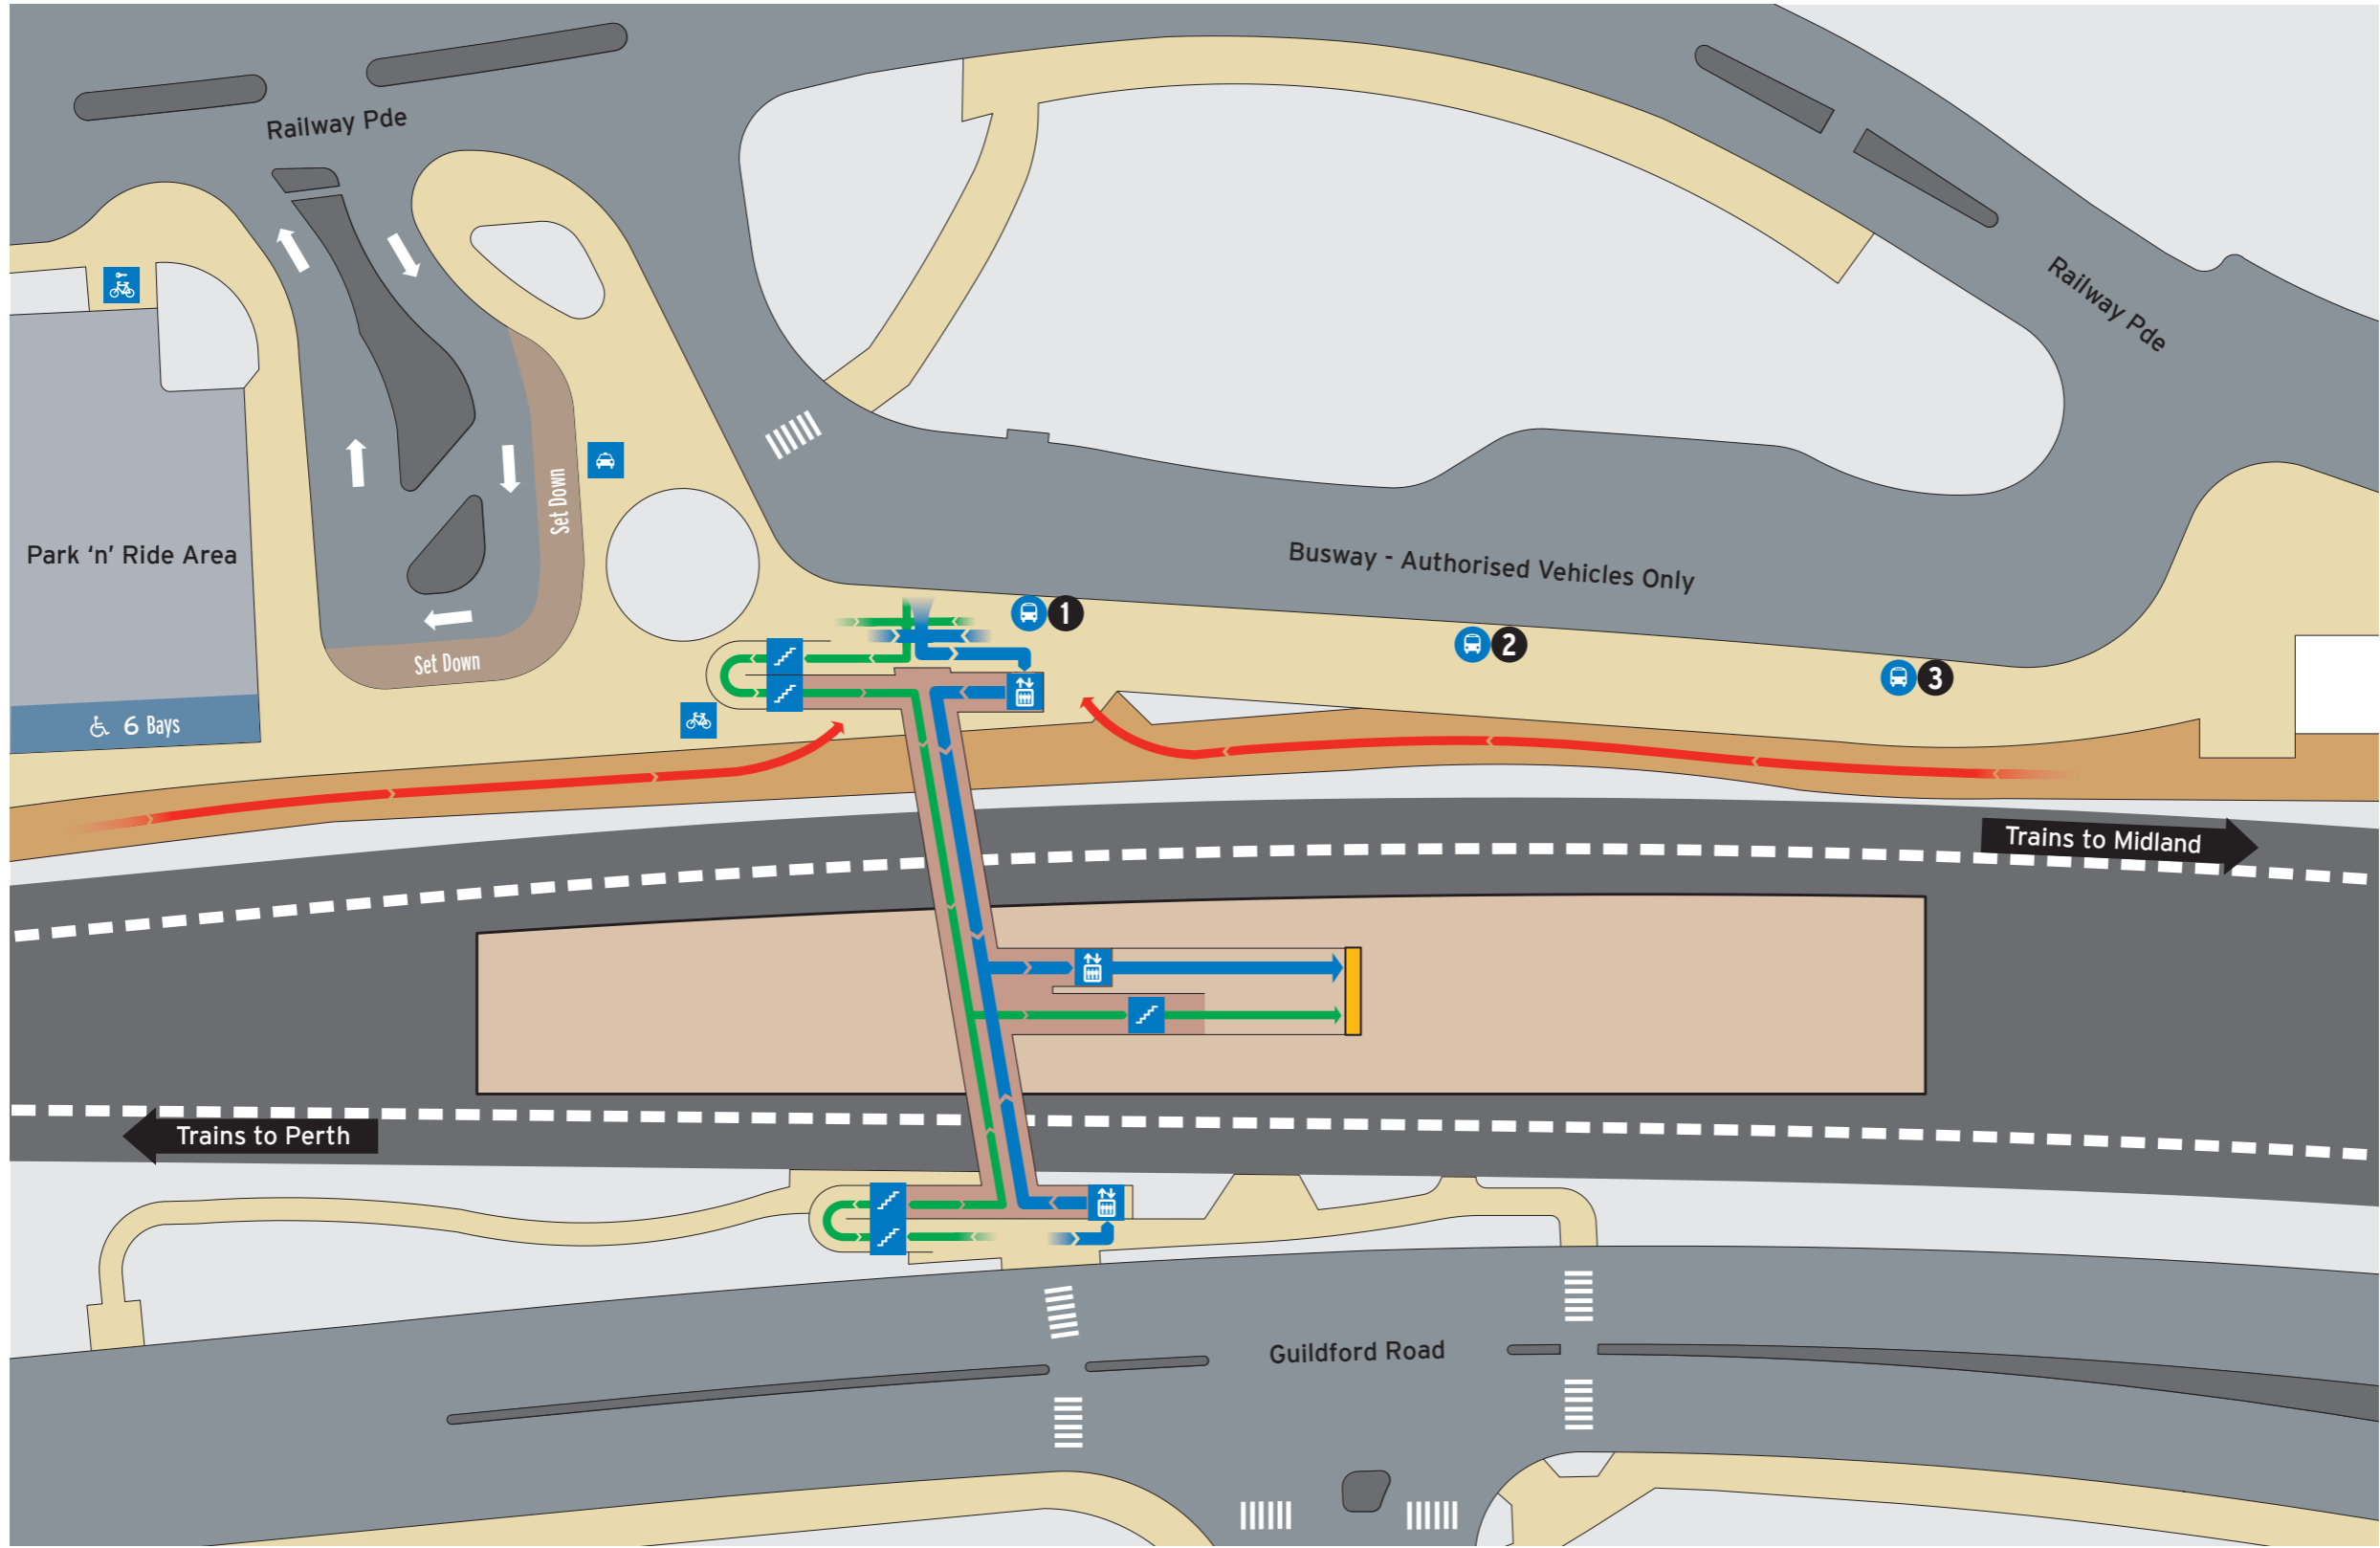 Railway Pde
Railway Pde
Set Down
Park ‘n’ Ride Area
Busway - Authorised Vehicles Only
1
2
3
Set Down
6 Bays
Trains to Midland
Trains to Perth
Guildford Road